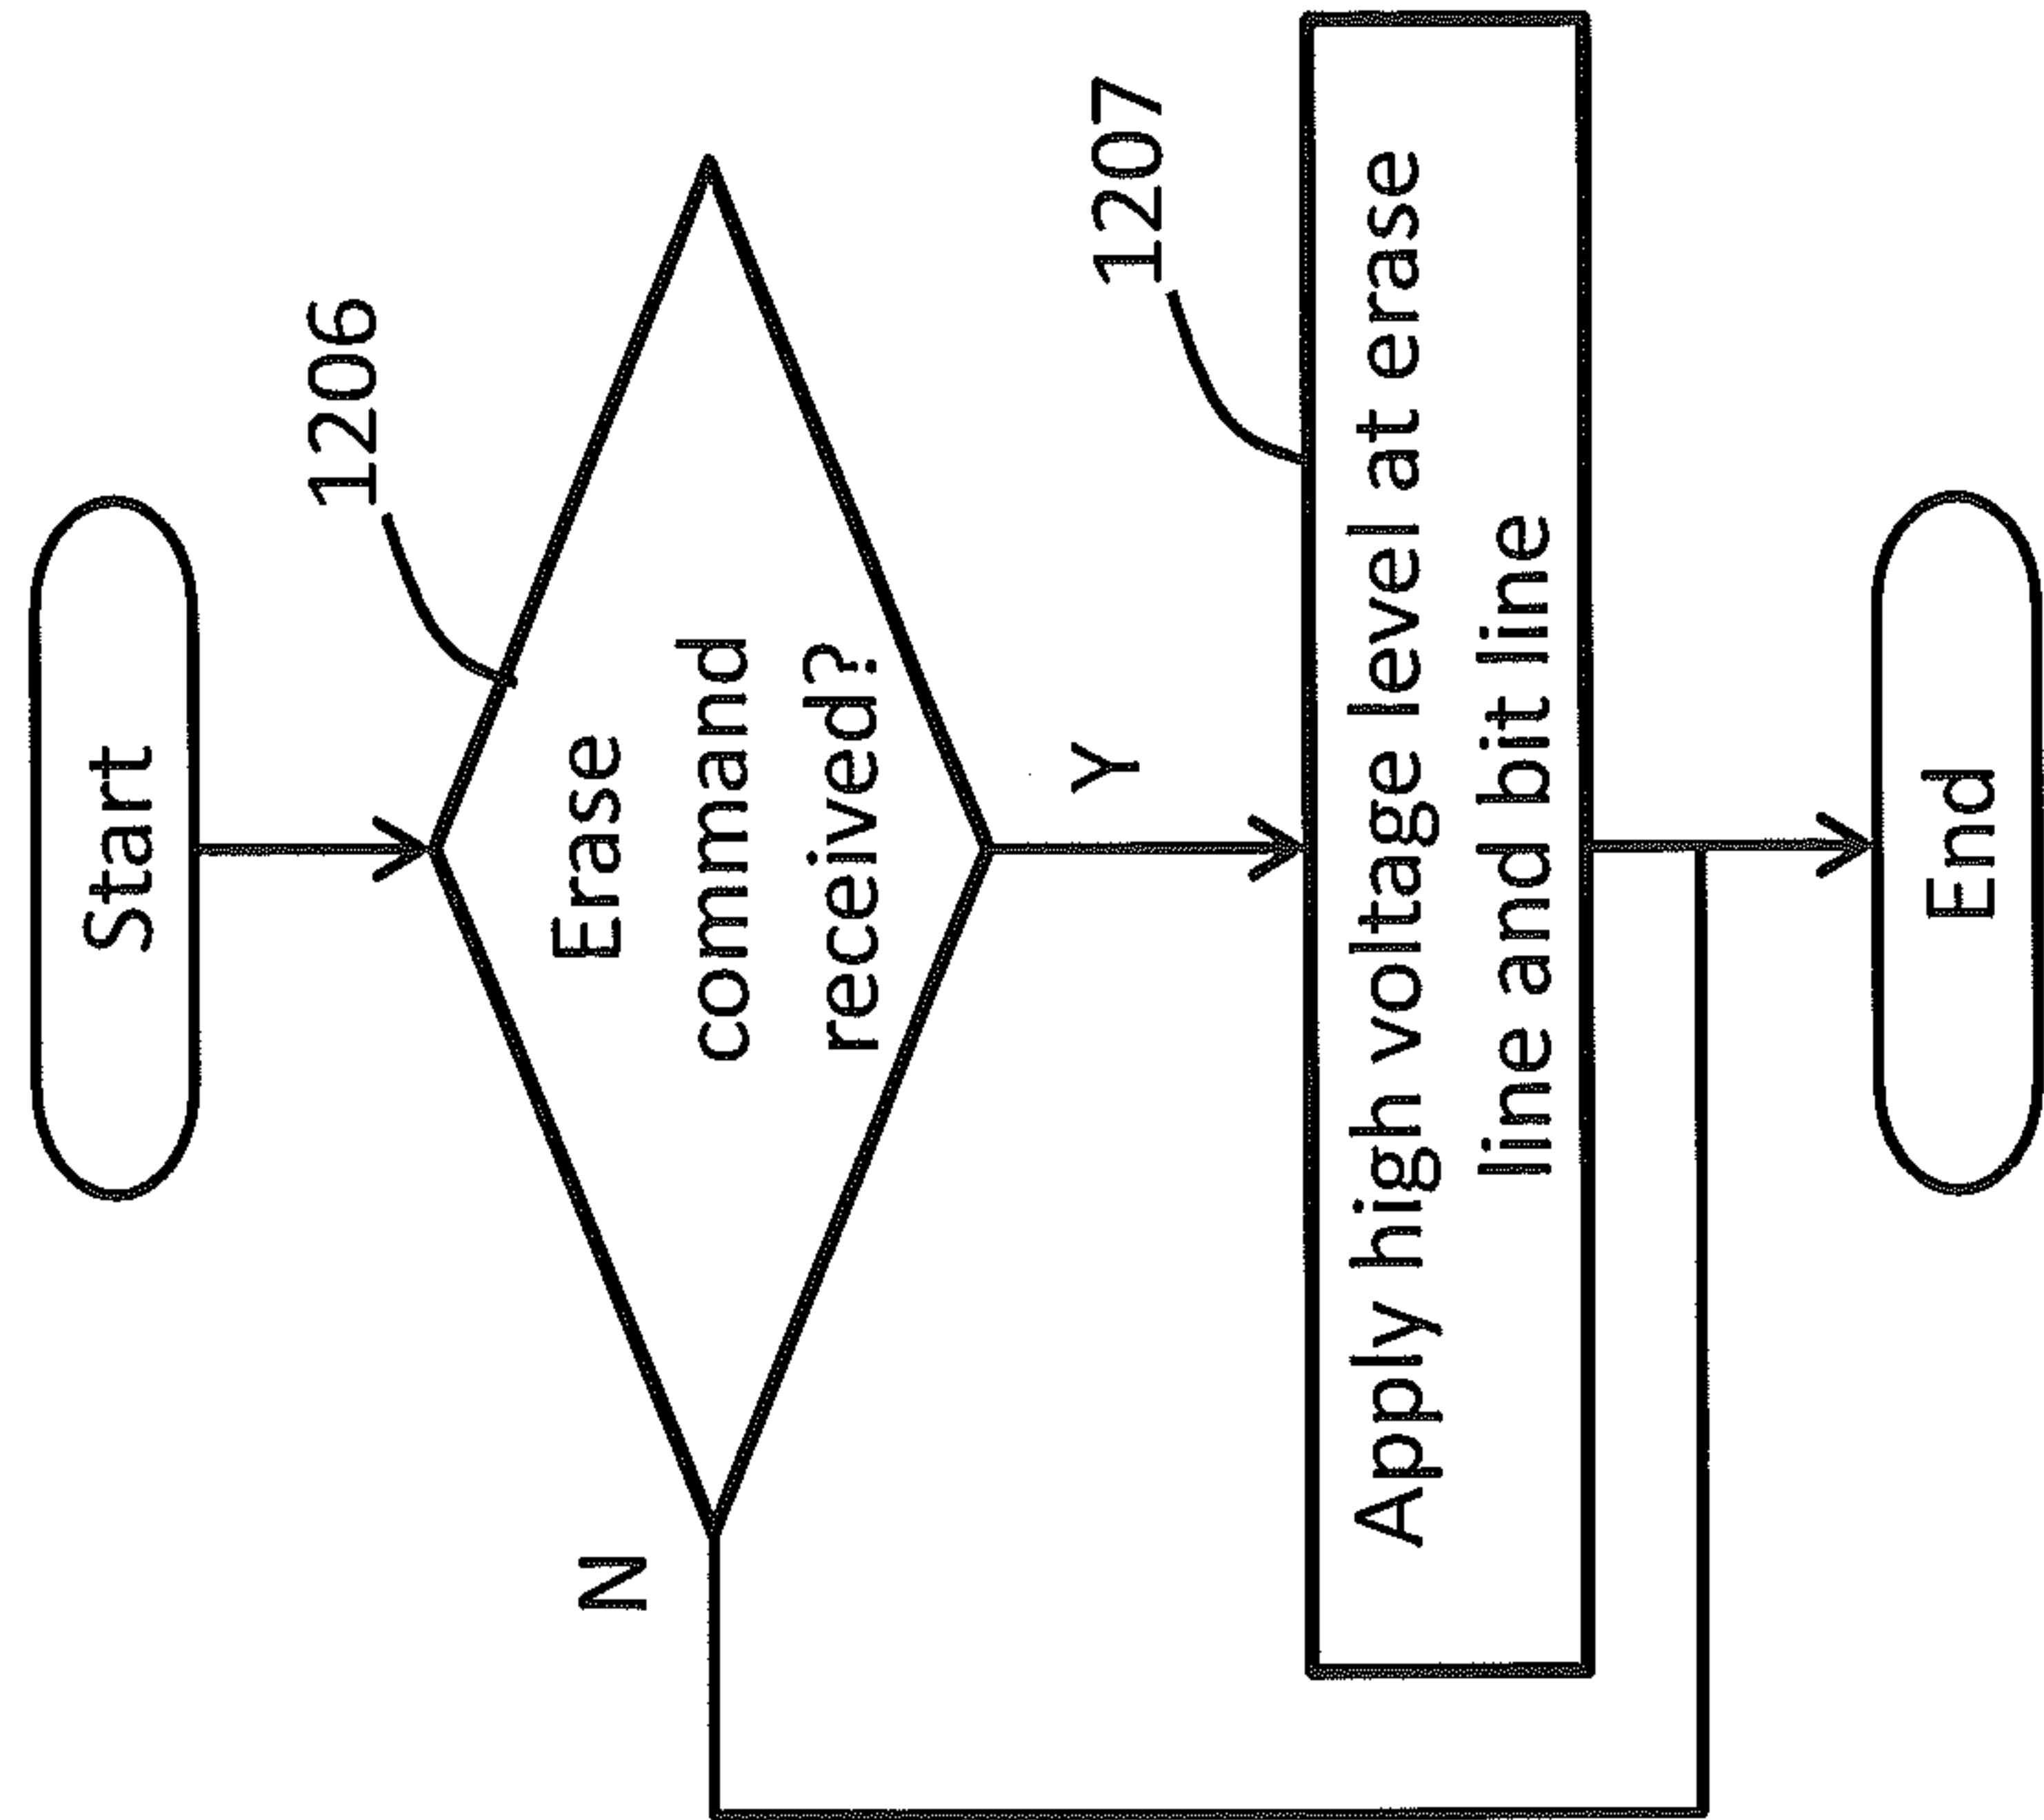 Start
1206
Erase
command
received?
N
Y
1207
Apply high voltage level at erase
line and bit line
End